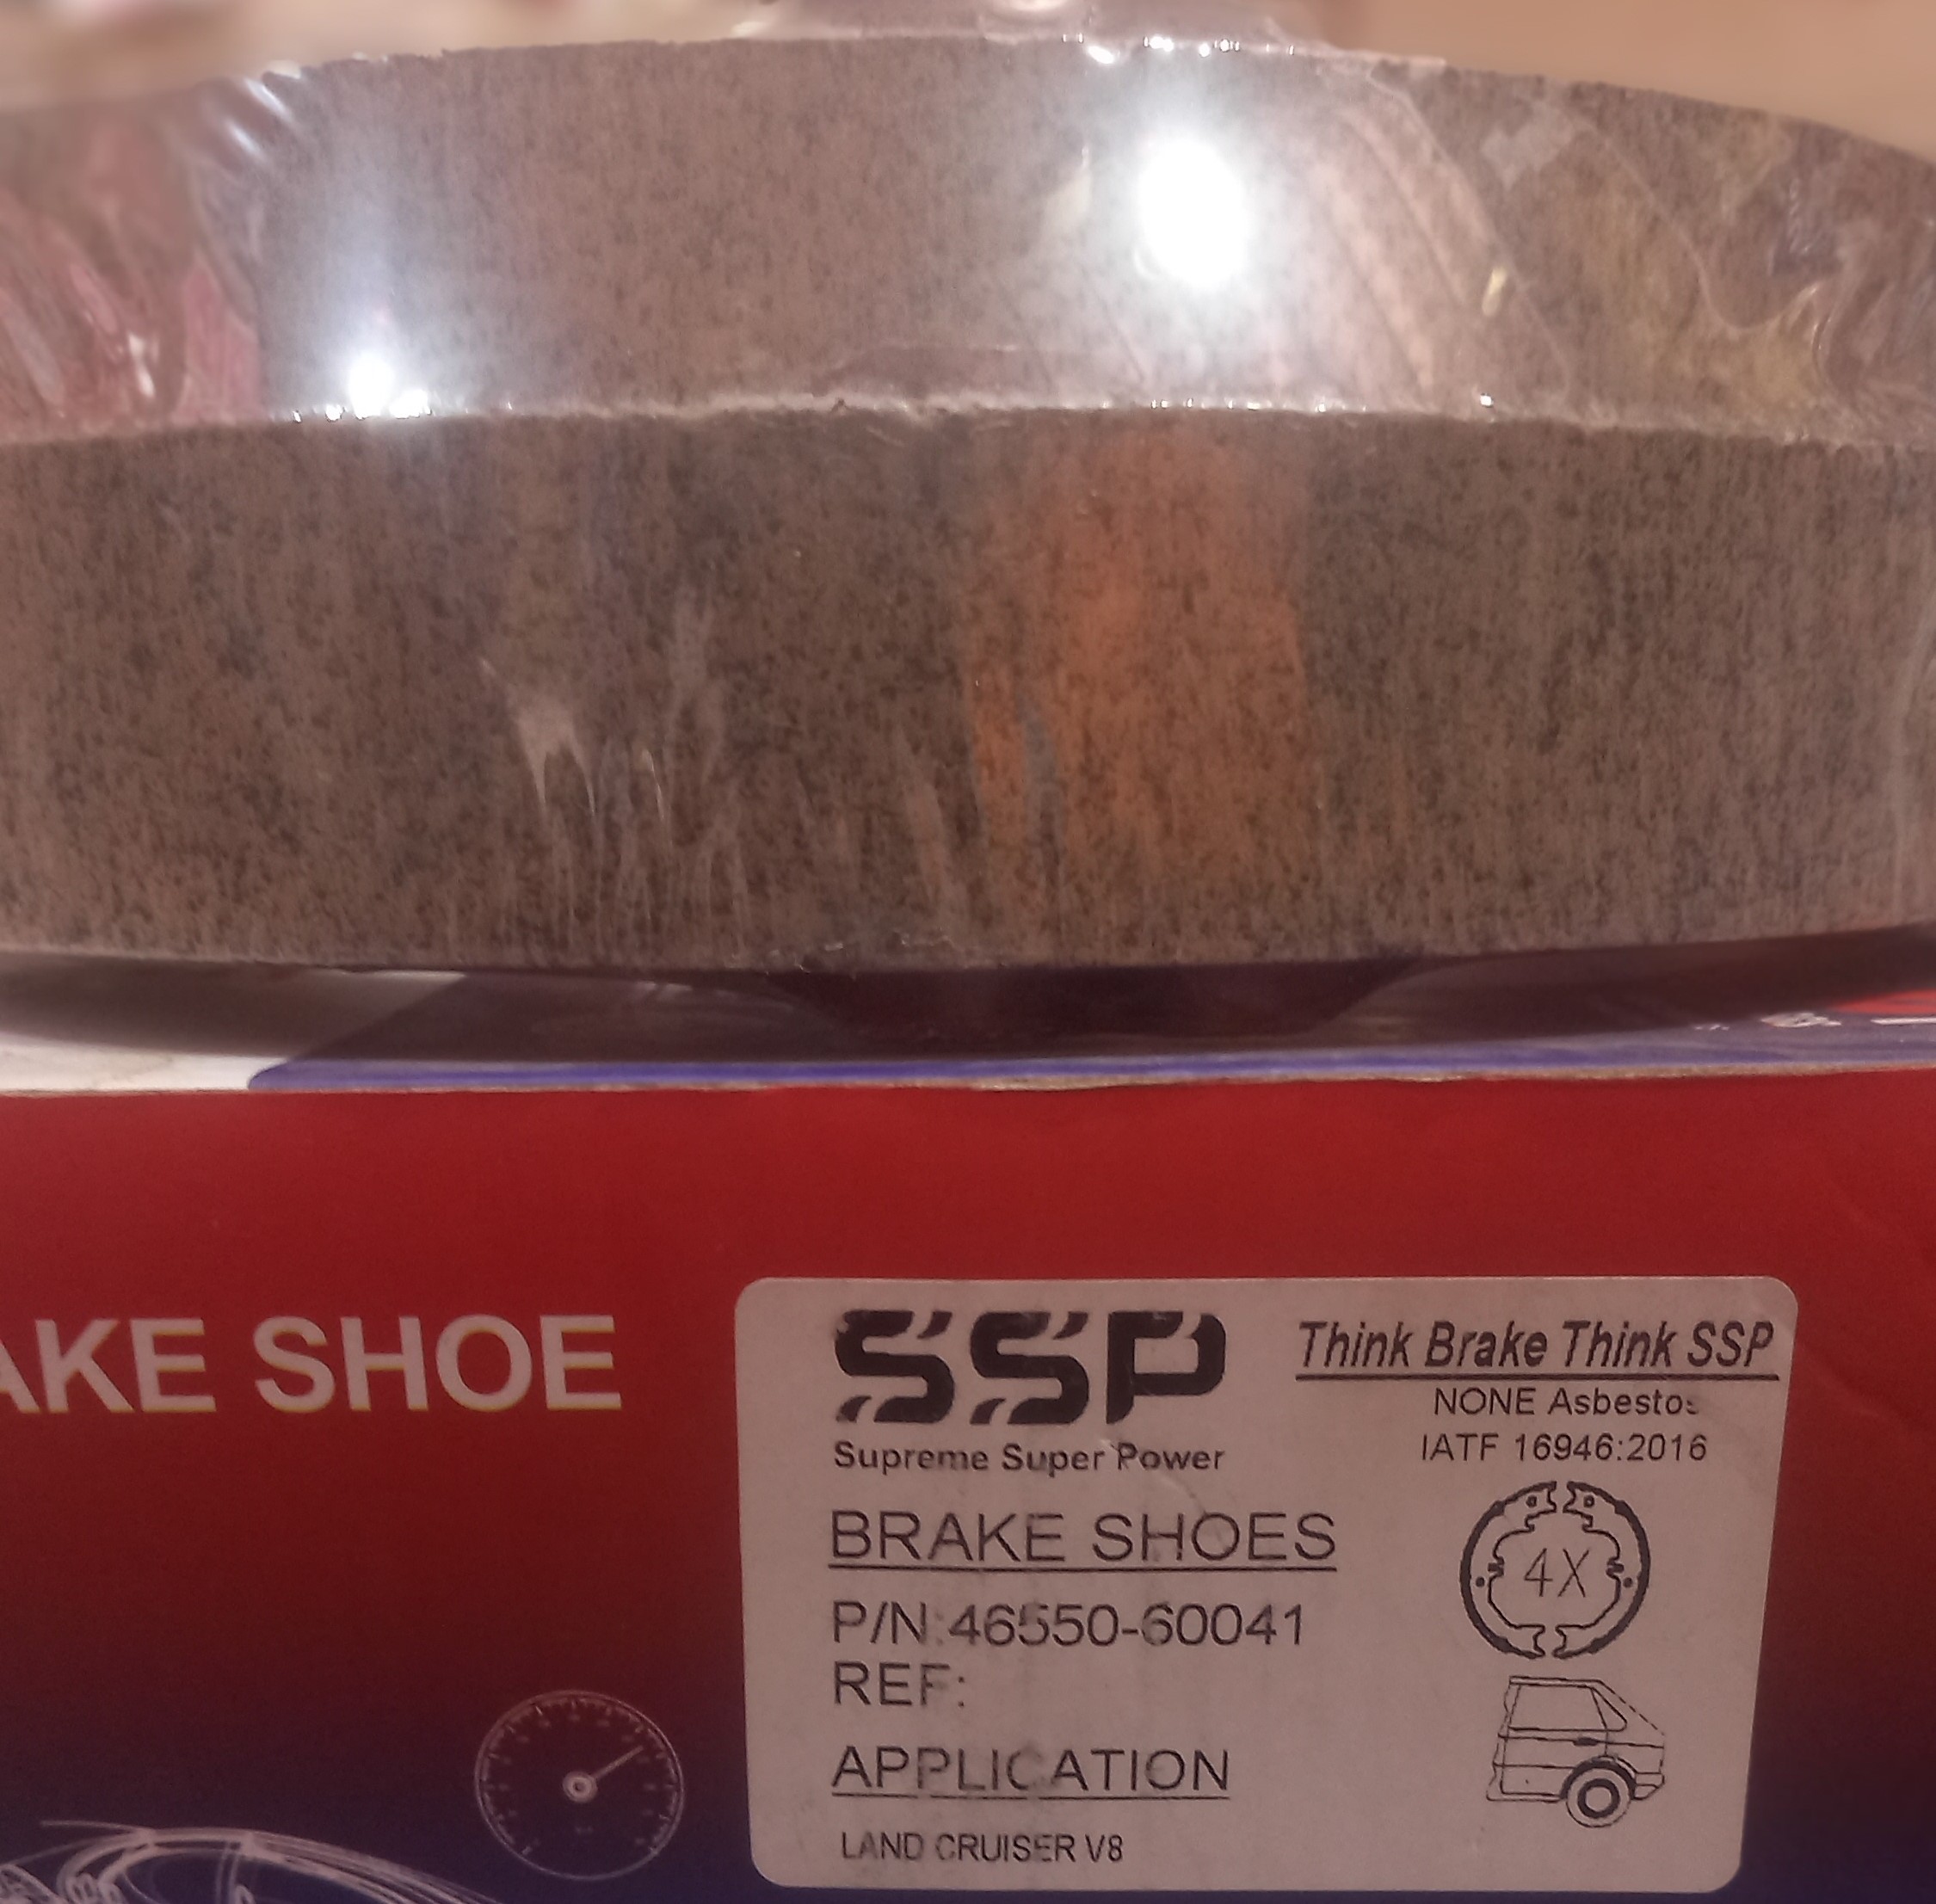 AKE SHOE
SSP
Supreme Super Power
Think Brake Think SSP
NONE Asbestos
IATF 16946:2016
BRAKE SHOES
4X
P/N:46550-60041
REF:
APPLICATION
LAND CRUISER V8